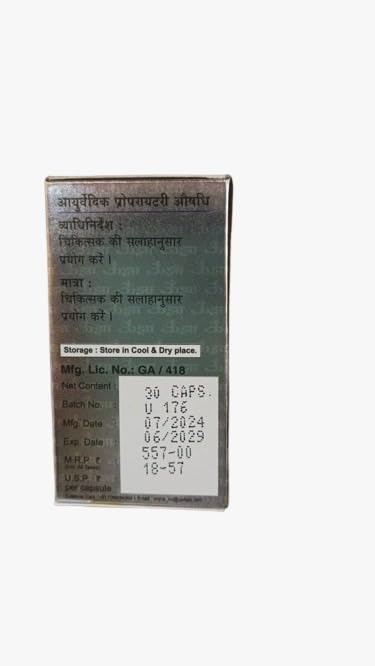 आयुर्वेदिक प्रोपरायटरी औषधि
व्याधिनिर्देश :
चिकित्सक की सलाहानुसार
प्रयोग करें ।
मात्रा :
चिकित्सक की सलाहानुसार
प्रयोग करें ।
Storage : Store in Cool & Dry place.
Mfg. Lic. No.: GA / 418
Net Content : 30 CAPS.
Batch No. : U 176
Mfg. Date : 07/2024
Exp. Date : 06/2029
M.R.P. ₹ 557-00
U.S.P. ₹ 18-57
per capsule